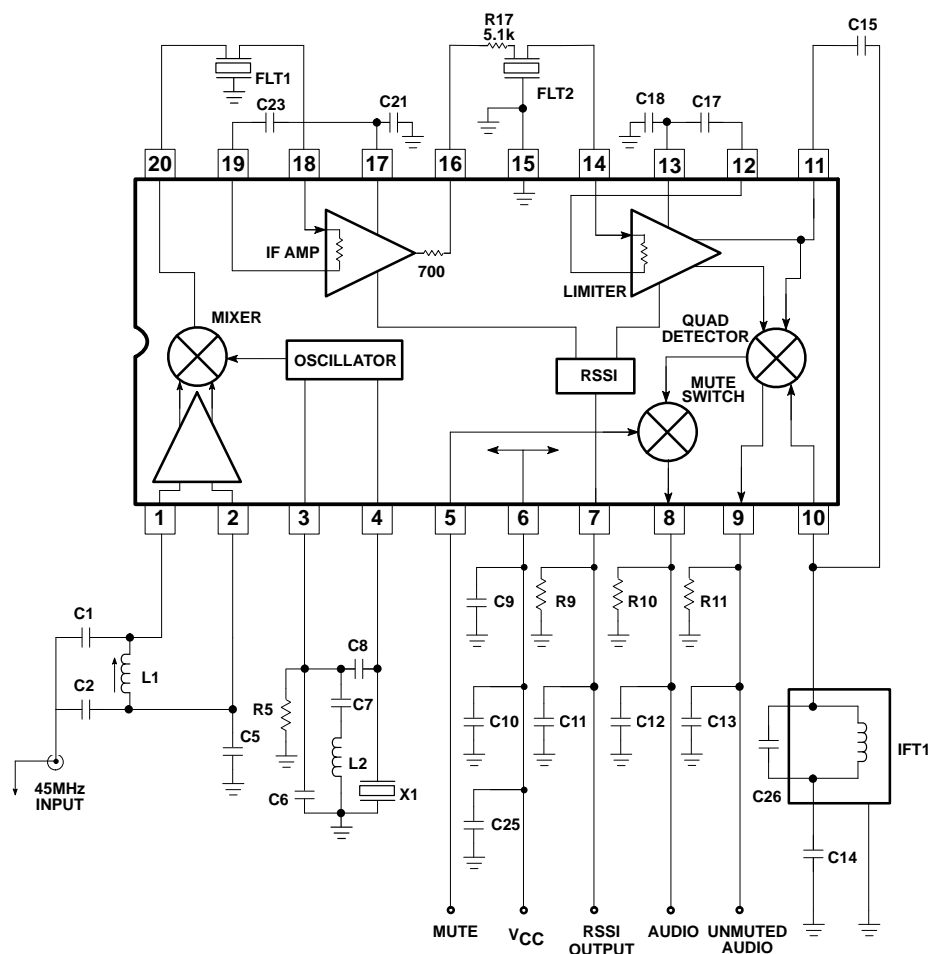 R17
5.1k
C15
FLT1
FLT2
C23
C21
C18
C17
20
19
18
17
16
15
14
13
12
11
IF AMP
700
LIMITER
MIXER
OSCILLATOR
RSSI
QUAD
DETECTOR
MUTE
SWITCH
1
2
3
4
5
6
7
8
9
10
C1
L1
C2
C5
45MHz
INPUT
R5
C8
C7
L2
C6
X1
C9
R9
R10
R11
C10
C11
C12
C13
C25
IFT1
C26
C14
MUTE
VCC
RSSI
OUTPUT
AUDIO
UNMUTED
AUDIO